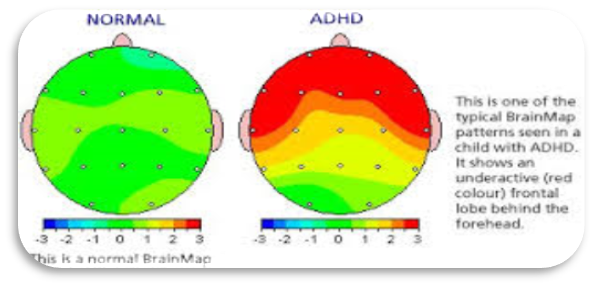 NORMAL
ADHD
This is one of the
typical BrainMap
patterns seen in a
child with ADHD.
It shows an
underactive (red
colour) frontal
lobe behind the
forehead.
-3 -2 -1 0 1 2 3
-3 -2 -1 0 1 2 3
This is a normal BrainMap